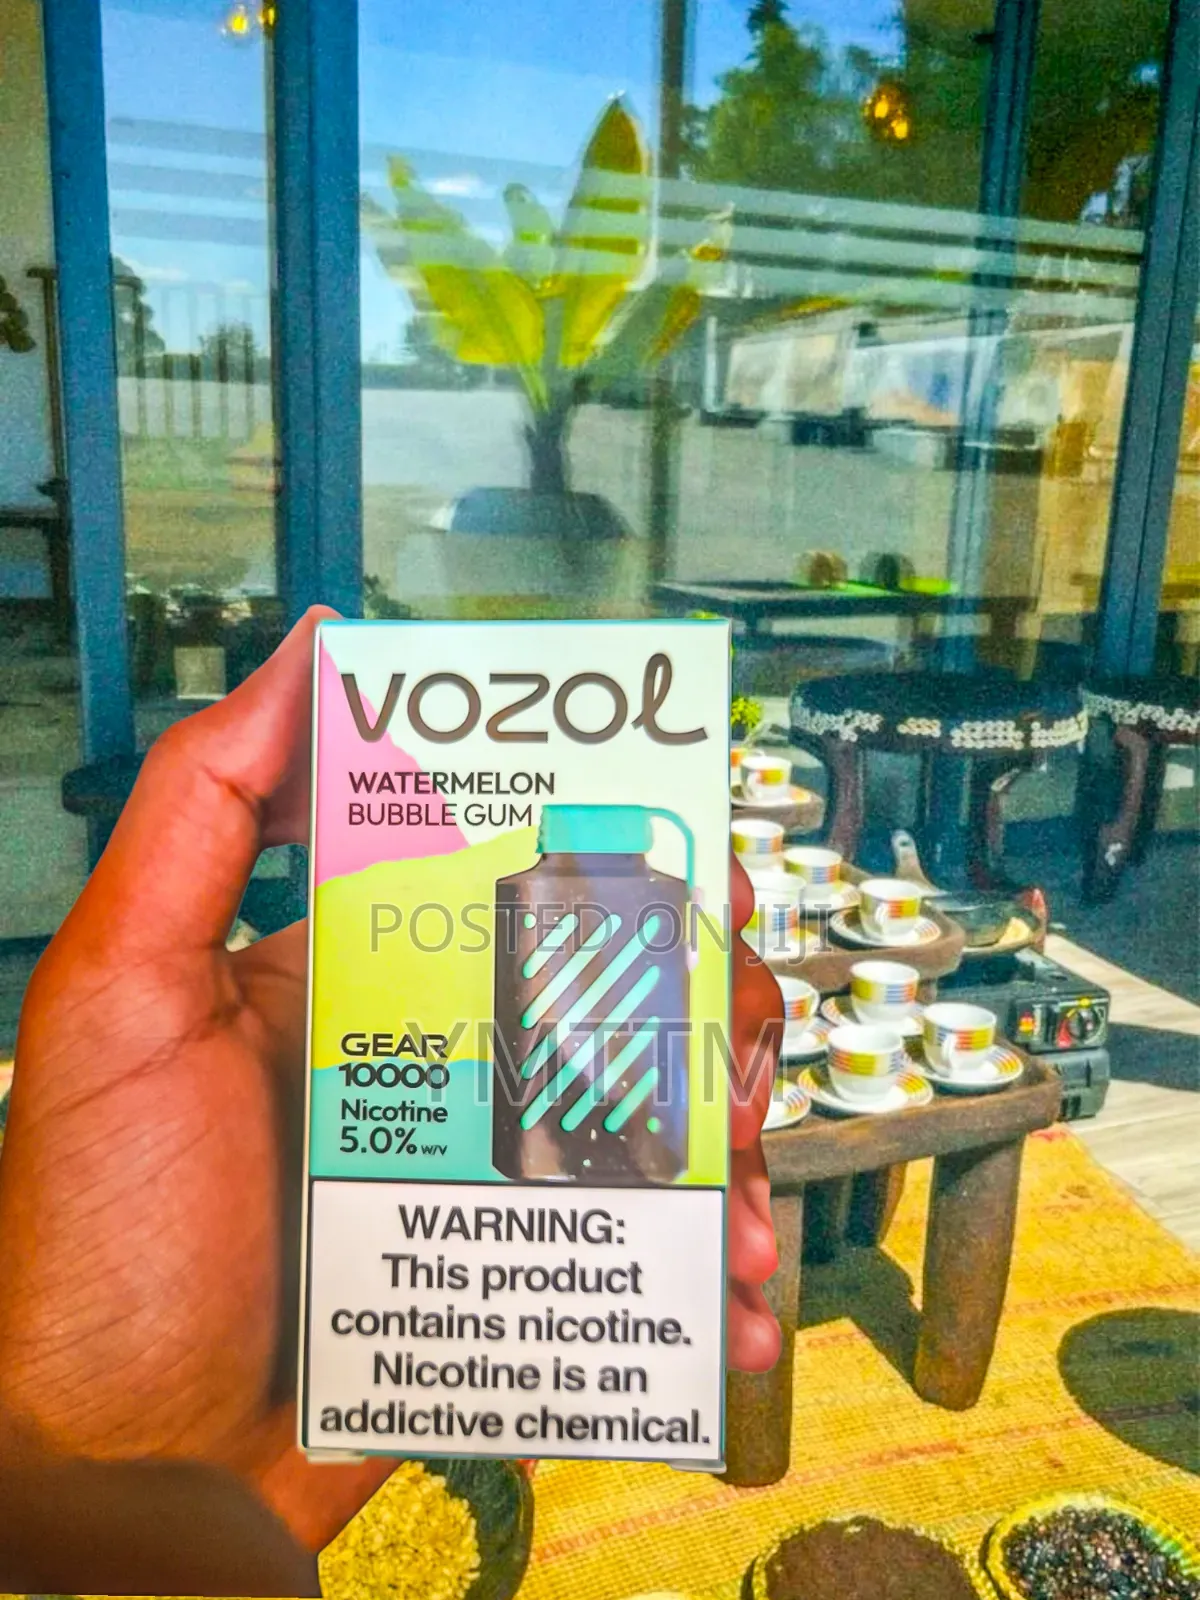 VOZOL
WATERMELON
BUBBLE GUM
POSTED ON JIJI
YMTTM
GEAR
10000
Nicotine
5.0% w/v
WARNING:
This product
contains nicotine.
Nicotine is an
addictive chemical.